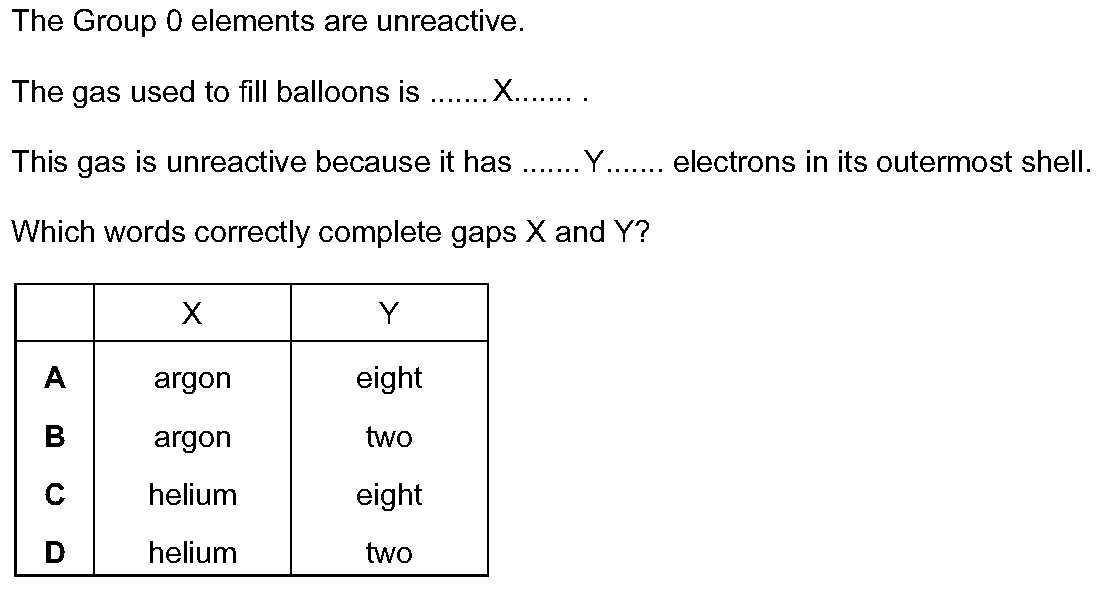 The Group 0 elements are unreactive.
The gas used to fill balloons is .......X....... .
This gas is unreactive because it has .......Y....... electrons in its outermost shell.
Which words correctly complete gaps X and Y?
X Y
A argon eight
B argon two
C helium eight
D helium two